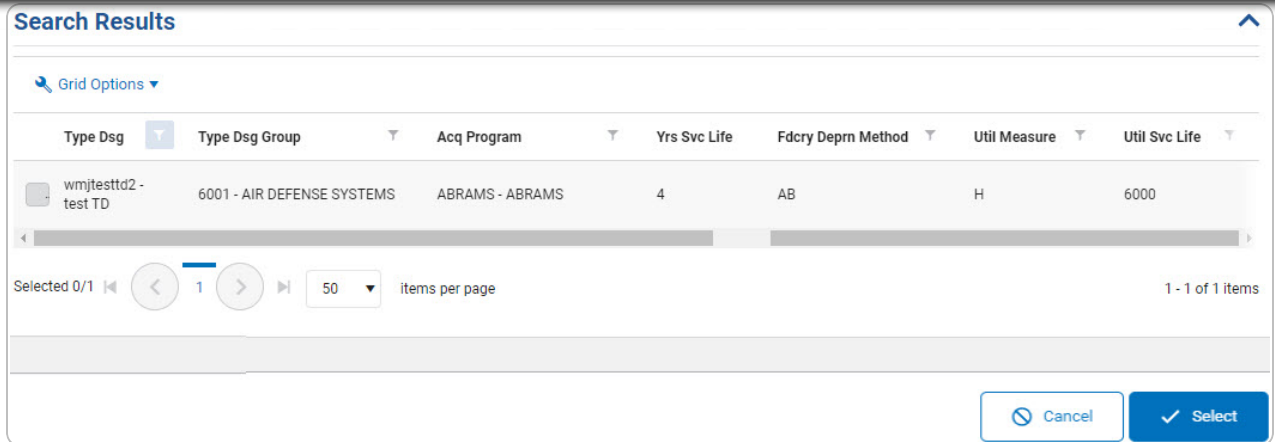 Search Results
Grid Options
Type Dsg Type Dsg Group Acq Program Yrs Svc Life Fdcry Deprn Method Util Measure Util Svc Life
wmjtesttd2 -
test TD 6001 - AIR DEFENSE SYSTEMS ABRAMS - ABRAMS 4 AB H 6000
Selected 0/1 1 50 items per page 1 - 1 of 1 items
Cancel Select